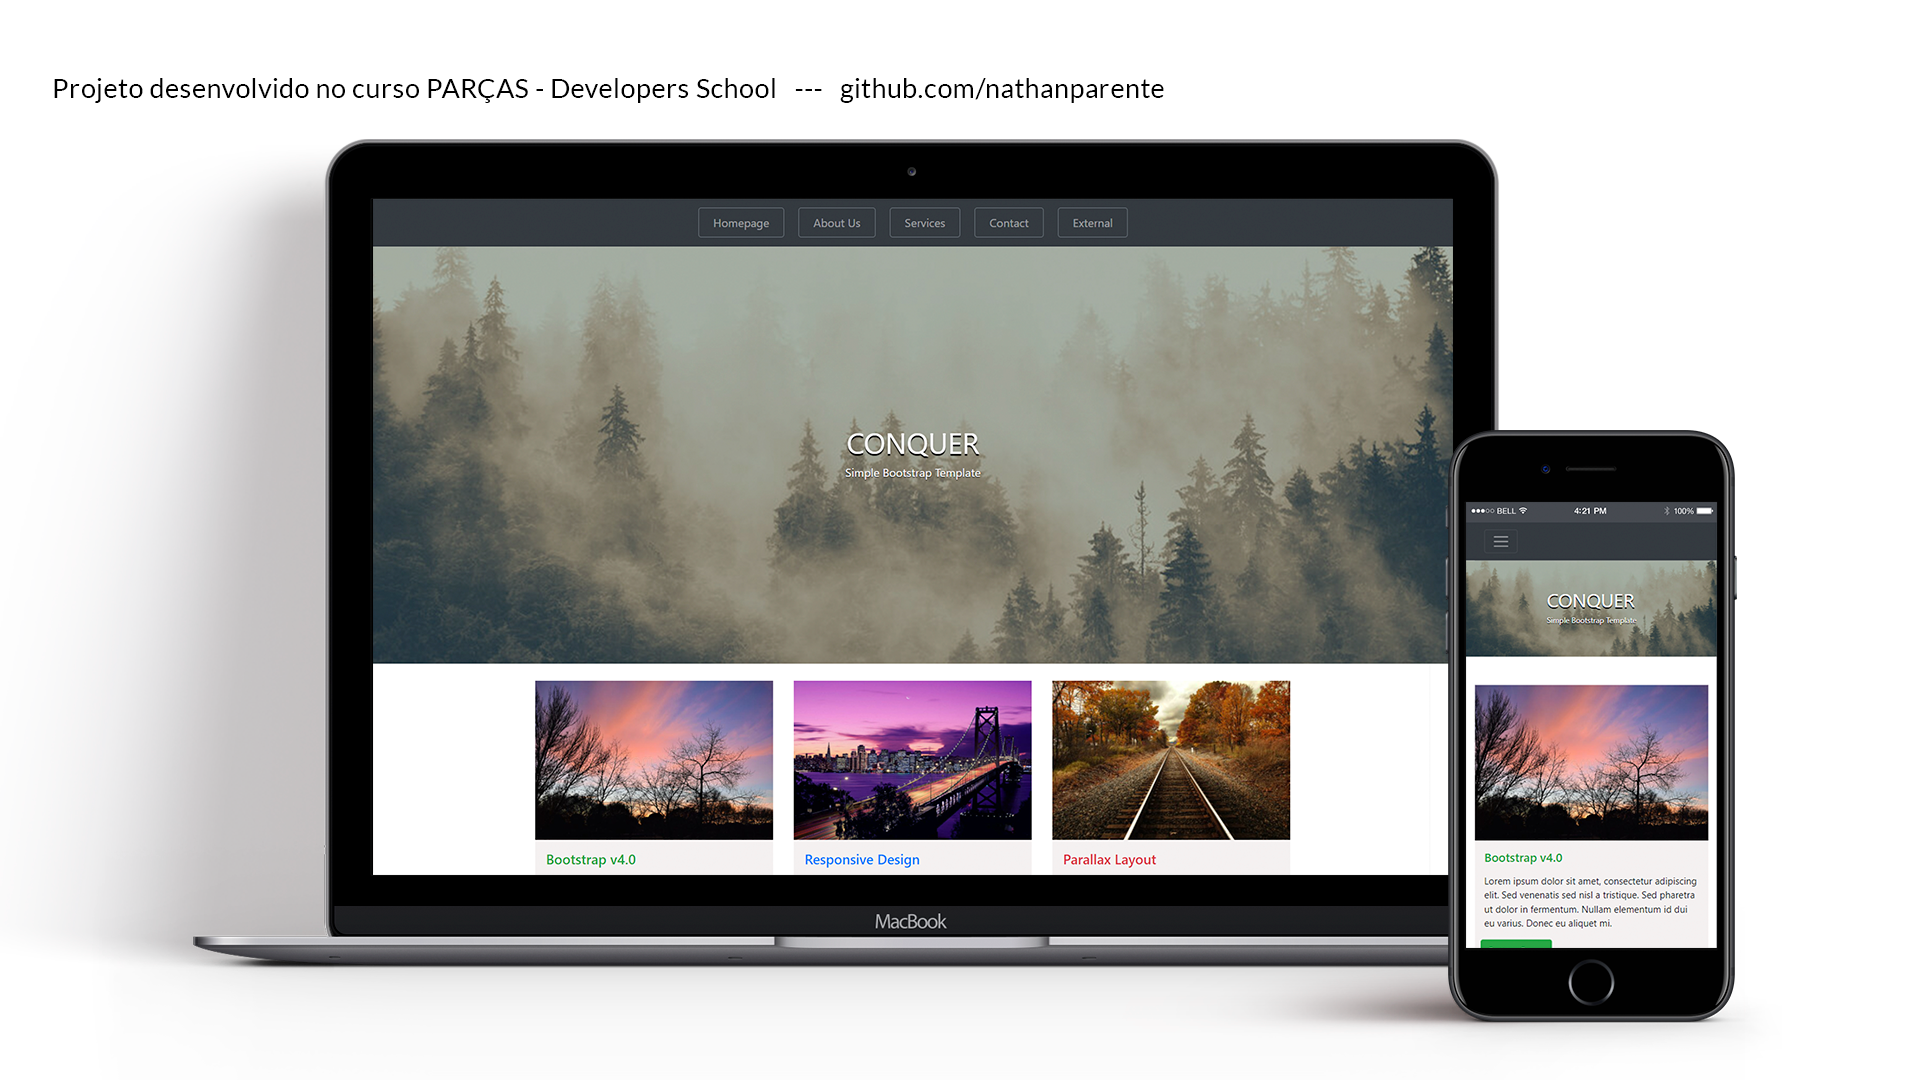 Projeto desenvolvido no curso PARÇAS - Developers School --- github.com/nathanparente
Homepage About Us Services Contact External
CONQUER
Simple Bootstrap Template
Bootstrap v4.0 Responsive Design Parallax Layout
MacBook
BELL 4:21 PM 100%
CONQUER
Simple Bootstrap Template
Bootstrap v4.0
Lorem ipsum dolor sit amet, consectetur adipiscing
elit. Sed venenatis sed nisl a tristique. Sed pharetra
ut dolor in fermentum. Nullam elementum id dui
eu varius. Donec eu aliquet mi.